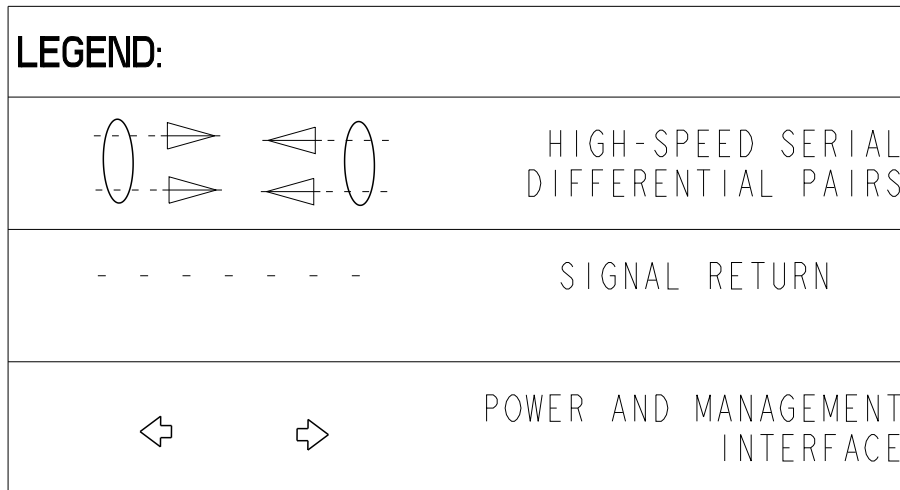 LEGEND:
HIGH-SPEED SERIAL
DIFFERENTIAL PAIRS
SIGNAL RETURN
POWER AND MANAGEMENT
INTERFACE